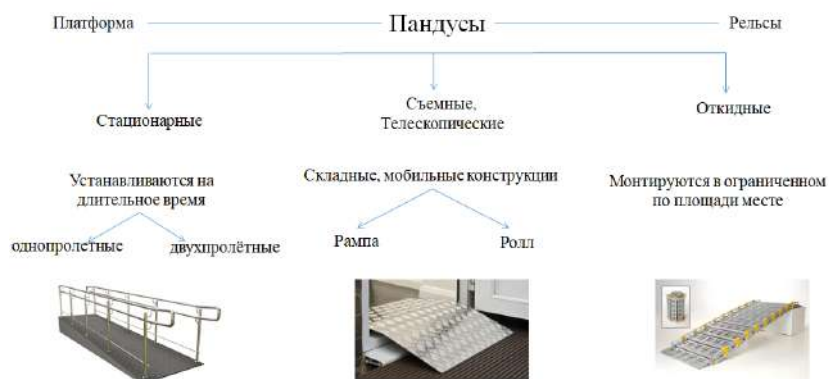 Платформа Пандусы Рельсы
Стационарные
Съемные,
Телескопические
Откидные
Устанавливаются на
длительное время
Складные, мобильные конструкции
Монтируются в ограниченном
по площади месте
однопролетные
двухпролётные
Рампа
Ролл